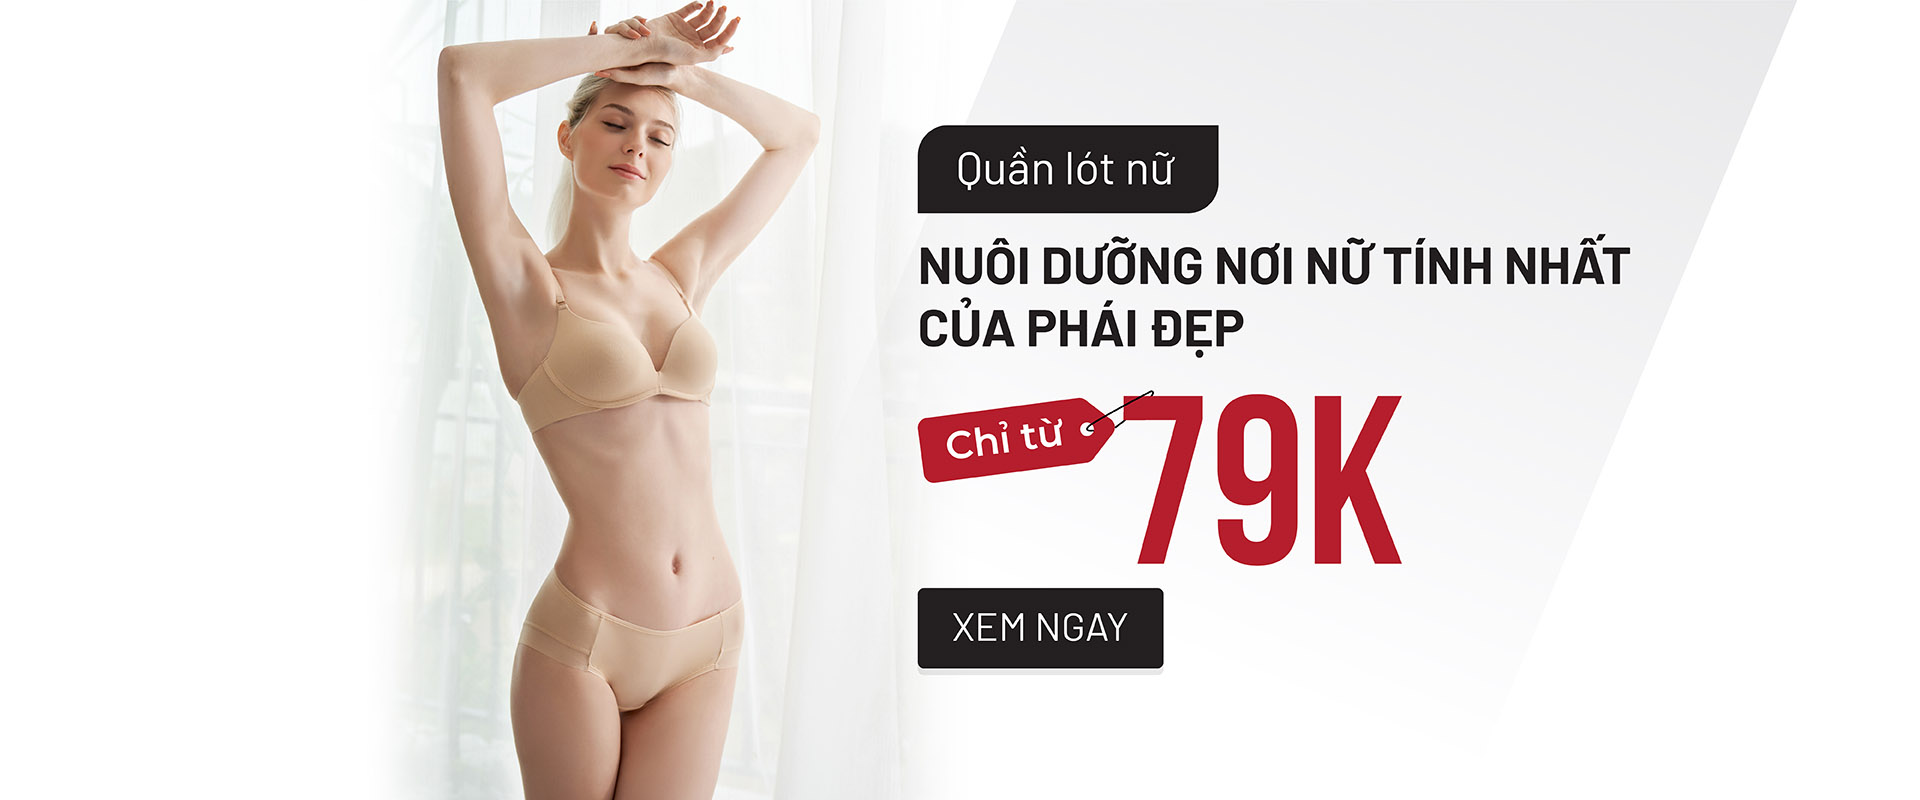 Quần lót nữ
NUÔI DƯỠNG NƠI NỮ TÍNH NHẤT
CỦA PHÁI ĐẸP
Chỉ từ 79K
XEM NGAY